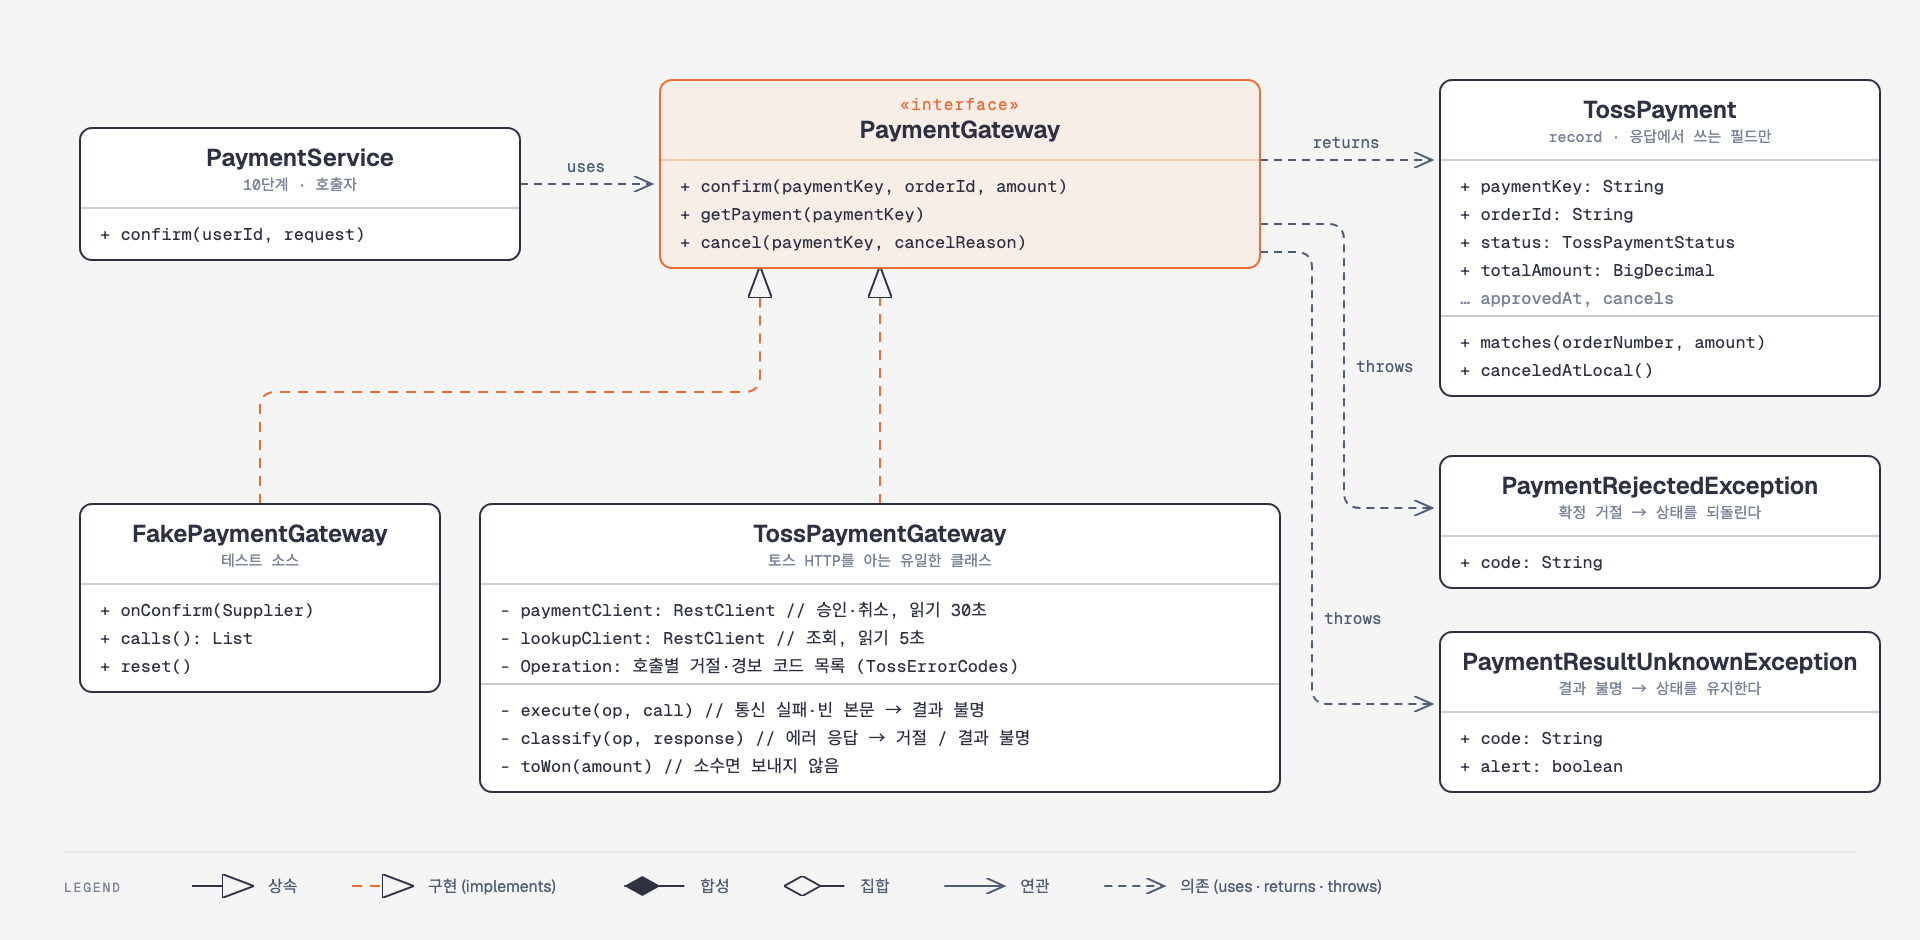 PaymentService
10단계 · 호출자
+ confirm(userId, request)
uses
«interface»
PaymentGateway
+ confirm(paymentKey, orderId, amount)
+ getPayment(paymentKey)
+ cancel(paymentKey, cancelReason)
returns
throws
throws
TossPayment
record · 응답에서 쓰는 필드만
+ paymentKey: String
+ orderId: String
+ status: TossPaymentStatus
+ totalAmount: BigDecimal
… approvedAt, cancels
+ matches(orderNumber, amount)
+ canceledAtLocal()
PaymentRejectedException
확정 거절 → 상태를 되돌린다
+ code: String
PaymentResultUnknownException
결과 불명 → 상태를 유지한다
+ code: String
+ alert: boolean
FakePaymentGateway
테스트 소스
+ onConfirm(Supplier)
+ calls(): List
+ reset()
TossPaymentGateway
토스 HTTP를 아는 유일한 클래스
- paymentClient: RestClient // 승인·취소, 읽기 30초
- lookupClient: RestClient // 조회, 읽기 5초
- Operation: 호출별 거절·경보 코드 목록 (TossErrorCodes)
- execute(op, call) // 통신 실패·빈 본문 → 결과 불명
- classify(op, response) // 에러 응답 → 거절 / 결과 불명
- toWon(amount) // 소수면 보내지 않음
LEGEND
상속
구현 (implements)
합성
집합
연관
의존 (uses · returns · throws)